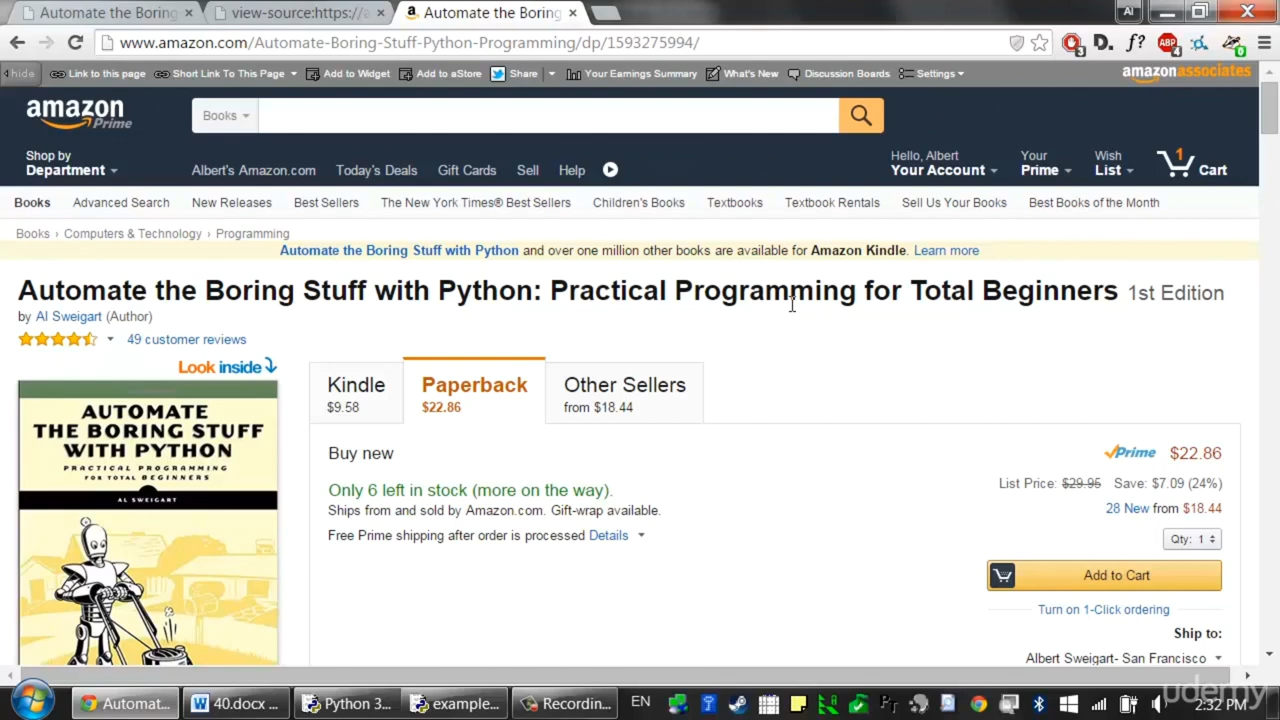 Automate the Boring
view-source:https://
Automate the Boring
Al
www.amazon.com/Automate-Boring-Stuff-Python-Programming/dp/1593275994/
hide Link to this page Short Link To This Page Add to Widget Add to aStore Share Your Earnings Summary What's New Discussion Boards Settings amazonassociates
amazon Prime
Books
Shop by Department
Albert's Amazon.com Today's Deals Gift Cards Sell Help
Hello, Albert Your Account
Your Prime
Wish List
1 Cart
Books Advanced Search New Releases Best Sellers The New York Times® Best Sellers Children's Books Textbooks Textbook Rentals Sell Us Your Books Best Books of the Month
Books › Computers & Technology › Programming
Automate the Boring Stuff with Python and over one million other books are available for Amazon Kindle. Learn more
Automate the Boring Stuff with Python: Practical Programming for Total Beginners 1st Edition
by Al Sweigart (Author)
49 customer reviews
Look inside
AUTOMATE
THE BORING STUFF
WITH PYTHON
PRACTICAL PROGRAMMING
FOR TOTAL BEGINNERS
AL SWEIGART
Kindle
$9.58
Paperback
$22.86
Other Sellers
from $18.44
Buy new
Prime $22.86
Only 6 left in stock (more on the way).
List Price: $29.95 Save: $7.09 (24%)
Ships from and sold by Amazon.com. Gift-wrap available.
28 New from $18.44
Free Prime shipping after order is processed Details
Qty: 1
Add to Cart
Turn on 1-Click ordering
Ship to:
Albert Sweigart- San Francisco
Automat... 40.docx ... Python 3... example... Recordin... EN 2:32 PM
udemy